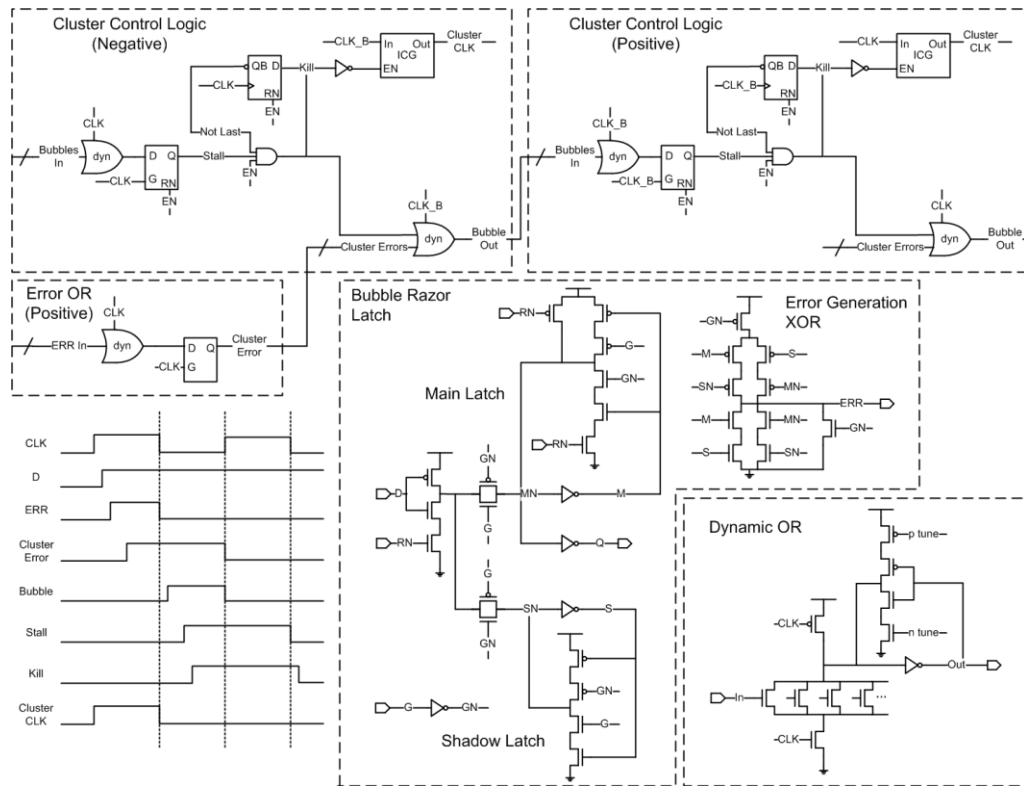 Cluster Control Logic
(Negative)
CLK_B
In
Out
ICG
EN
Cluster
CLK
QB
D
Kill
CLK
RN
EN
Not Last
CLK
Bubbles
In
dyn
D
Q
Stall
CLK
G
RN
EN
EN
CLK_B
dyn
Bubble
Out
Cluster Errors
Cluster Control Logic
(Positive)
CLK
In
Out
ICG
EN
Cluster
CLK
QB
D
Kill
CLK_B
RN
EN
Not Last
CLK_B
Bubbles
In
dyn
D
Q
Stall
CLK_B
G
RN
EN
EN
CLK
dyn
Bubble
Out
Cluster Errors
Error OR
(Positive)
CLK
ERR In
dyn
D
Q
CLK
G
Cluster
Error
Bubble Razor
Latch
RN
G
GN
Main Latch
RN
GN
D
MN
M
G
RN
Q
G
SN
S
GN
GN
G
GN
G
Shadow Latch
Error Generation
XOR
GN
M
S
SN
MN
ERR
M
MN
GN
S
SN
Dynamic OR
p tune
CLK
n tune
Out
In
...
CLK
CLK
D
ERR
Cluster
Error
Bubble
Stall
Kill
Cluster
CLK